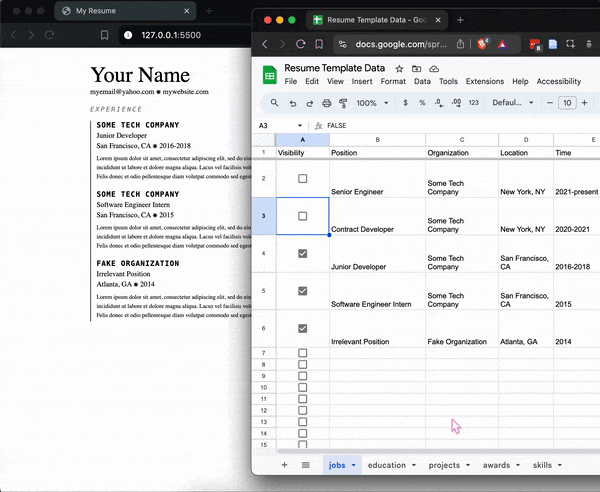 My Resume
127.0.0.1:5500
Your Name
myemail@yahoo.com ● mywebsite.com
EXPERIENCE
SOME TECH COMPANY
Junior Developer
San Francisco, CA ● 2016-2018
Lorem ipsum dolor sit amet, consectetur adipiscing elit, sed do
incididunt ut labore et dolore magna aliqua. Lacus vel facilisis
Felis donec et odio pellentesque diam volutpat commodo sed
SOME TECH COMPANY
Software Engineer Intern
San Francisco, CA ● 2015
Lorem ipsum dolor sit amet, consectetur adipiscing elit, sed do
incididunt ut labore et dolore magna aliqua. Lacus vel facilisis
Felis donec et odio pellentesque diam volutpat commodo sed
FAKE ORGANIZATION
Irrelevant Position
Atlanta, GA ● 2014
Lorem ipsum dolor sit amet, consectetur adipiscing elit, sed do
incididunt ut labore et dolore magna aliqua. Lacus vel facilisis
Felis donec et odio pellentesque diam volutpat commodo sed
Resume Template Data - Goo
docs.google.com/spr...
4
8
Resume Template Data
File Edit View Insert Format Data Tools Extensions Help Accessibility
100% $ % .0 .00 123 Defaul... − 10 +
A3 fx FALSE
A B C D E
1 Visibility Position Organization Location Time
2 Senior Engineer Some Tech Company New York, NY 2021-present
3 Contract Developer Some Tech Company New York, NY 2020-2021
4 Junior Developer Some Tech Company San Francisco, CA 2016-2018
5 Software Engineer Intern Some Tech Company San Francisco, CA 2015
6 Irrelevant Position Fake Organization Atlanta, GA 2014
7
8
9
10
11
12
13
14
15
+ jobs education projects awards skills